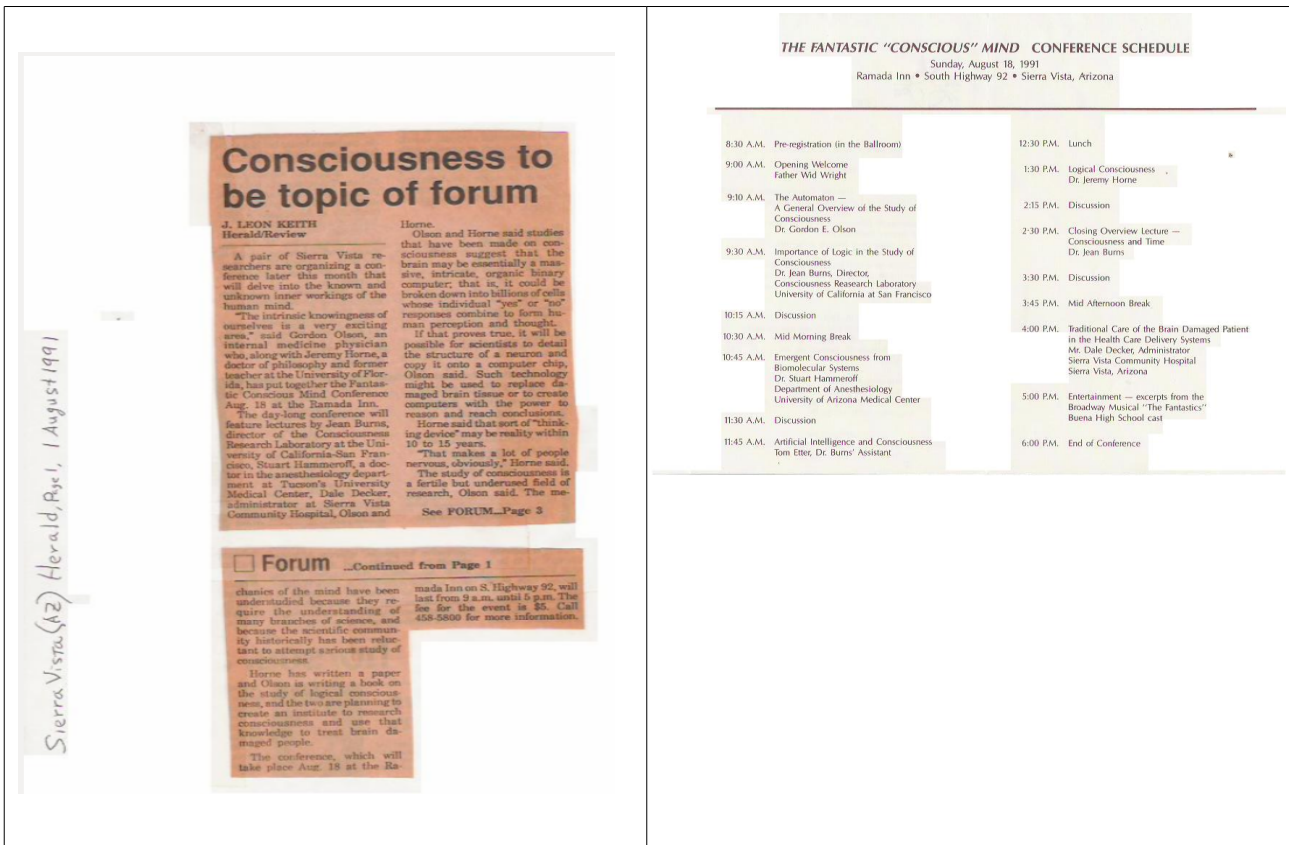 Sierra Vista (AZ) Herald, Page 1, 1 August 1991
Consciousness to
be topic of forum
J. LEON KEITH
Herald/Review
A pair of Sierra Vista re-
searchers are organizing a con-
ference later this month that
will delve into the known and
unknown inner workings of the
human mind.
"The intrinsic knowingness of
ourselves is a very exciting
area," said Gordon Olson, an
internal medicine physician
who, along with Jeremy Horne, a
doctor of philosophy and former
teacher at the University of Flor-
ida, has put together the Fantas-
tic Conscious Mind Conference
Aug. 18 at the Ramada Inn.
The day-long conference will
feature lectures by Jean Burns,
director of the Consciousness
Research Laboratory at the Uni-
versity of California-San Fran-
cisco, Stuart Hammeroff, a doc-
tor in the anesthesiology depart-
ment at Tucson's University
Medical Center, Dale Decker,
administrator at Sierra Vista
Community Hospital, Olson and
Horne.
Olson and Horne said studies
that have been made on con-
sciousness suggest that the
brain may be essentially a mas-
sive, intricate, organic binary
computer; that is, it could be
broken down into billions of cells
whose individual "yes" or "no"
responses combine to form hu-
man perception and thought.
If that proves true, it will be
possible for scientists to detail
the structure of a neuron and
copy it onto a computer chip,
Olson said. Such technology
might be used to replace da-
maged brain tissue or to create
computers with the power to
reason and reach conclusions.
Horne said that sort of "think-
ing device" may be reality within
10 to 15 years.
"That makes a lot of people
nervous, obviously," Horne said.
The study of consciousness is
a fertile but underused field of
research, Olson said. The me-
See FORUM...Page 3
Forum ...Continued from Page 1
chanics of the mind have been
understudied because they re-
quire the understanding of
many branches of science, and
because the scientific commun-
ity historically has been reluc-
tant to attempt serious study of
consciousness.
Horne has written a paper
and Olson is writing a book on
the study of logical conscious-
ness, and the two are planning to
create an institute to research
consciousness and use that
knowledge to treat brain da-
maged people.
The conference, which will
take place Aug. 18 at the Ra-
mada Inn on S. Highway 92, will
last from 9 a.m. until 5 p.m. The
fee for the event is $5. Call
458-5800 for more information.
THE FANTASTIC "CONSCIOUS" MIND CONFERENCE SCHEDULE
Sunday, August 18, 1991
Ramada Inn • South Highway 92 • Sierra Vista, Arizona
8:30 A.M. Pre-registration (in the Ballroom)
9:00 A.M. Opening Welcome
Father Wid Wright
9:10 A.M. The Automaton —
A General Overview of the Study of
Consciousness
Dr. Gordon E. Olson
9:30 A.M. Importance of Logic in the Study of
Consciousness
Dr. Jean Burns, Director,
Consciousness Reasearch Laboratory
University of California at San Francisco
10:15 A.M. Discussion
10:30 A.M. Mid Morning Break
10:45 A.M. Emergent Consciousness from
Biomolecular Systems
Dr. Stuart Hammeroff
Department of Anesthesiology
University of Arizona Medical Center
11:30 A.M. Discussion
11:45 A.M. Artificial Intelligence and Consciousness
Tom Etter, Dr. Burns' Assistant
12:30 P.M. Lunch
1:30 P.M. Logical Consciousness
Dr. Jeremy Horne
2:15 P.M. Discussion
2:30 P.M. Closing Overview Lecture —
Consciousness and Time
Dr. Jean Burns
3:30 P.M. Discussion
3:45 P.M. Mid Afternoon Break
4:00 P.M. Traditional Care of the Brain Damaged Patient
in the Health Care Delivery Systems
Mr. Dale Decker, Administrator
Sierra Vista Community Hospital
Sierra Vista, Arizona
5:00 P.M. Entertainment — excerpts from the
Broadway Musical "The Fantastics"
Buena High School cast
6:00 P.M. End of Conference